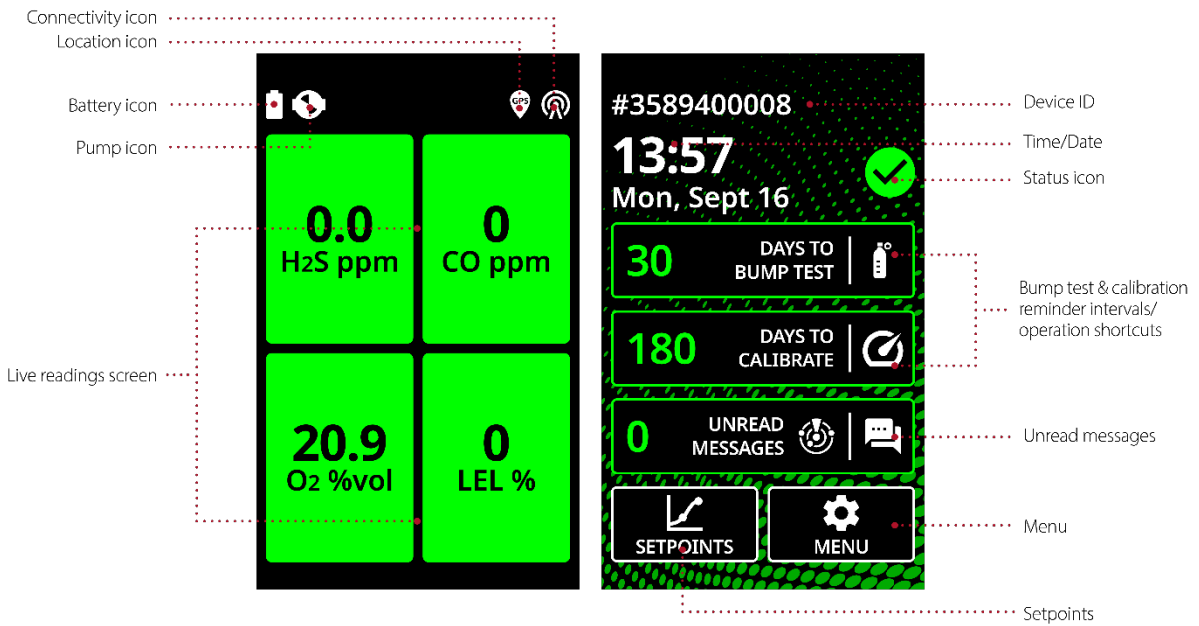 Connectivity icon
Location icon
Battery icon
Pump icon
Live readings screen
GPS
0.0
H2S ppm
0
CO ppm
20.9
O2 %vol
0
LEL %
#3589400008
13:57
Mon, Sept 16
30
DAYS TO
BUMP TEST
180
DAYS TO
CALIBRATE
0
UNREAD
MESSAGES
SETPOINTS
MENU
Device ID
Time/Date
Status icon
Bump test & calibration
reminder intervals/
operation shortcuts
Unread messages
Menu
Setpoints